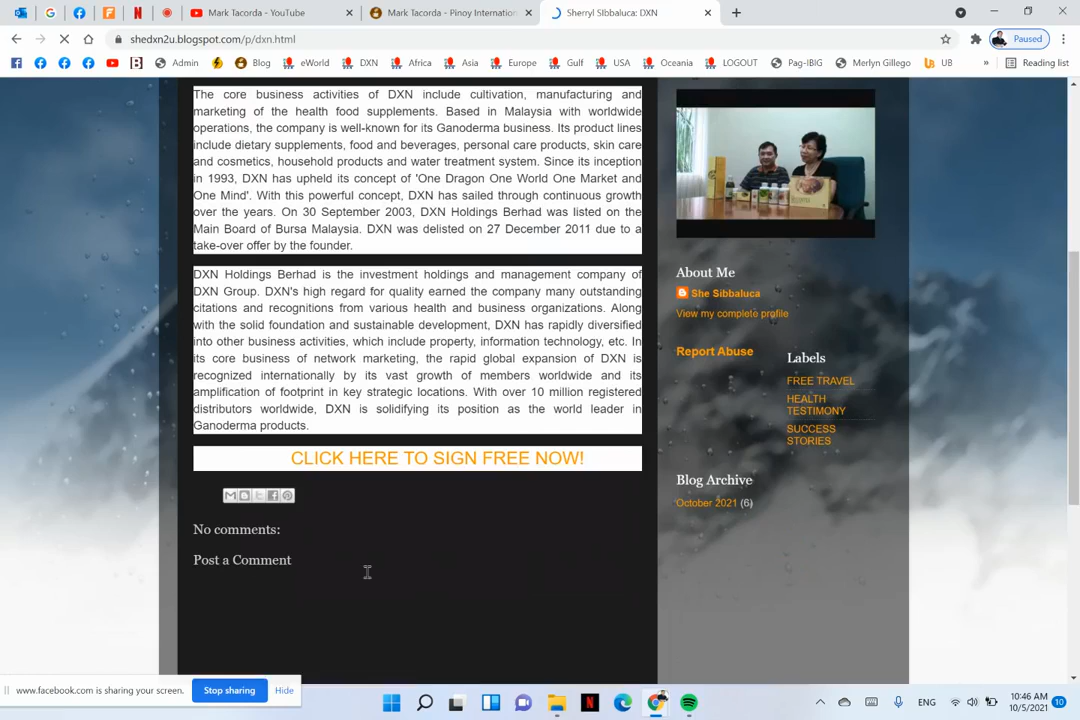 Mark Tacorda - YouTube
Mark Tacorda - Pinoy Internation
Sherryl SIbbaluca: DXN
shedxn2u.blogspot.com/p/dxn.html
Paused
Admin
Blog
eWorld
DXN
Africa
Asia
Europe
Gulf
USA
Oceania
LOGOUT
Pag-IBIG
Merlyn Gillego
UB
»
Reading list
The core business activities of DXN include cultivation, manufacturing and
marketing of the health food supplements. Based in Malaysia with worldwide
operations, the company is well-known for its Ganoderma business. Its product lines
include dietary supplements, food and beverages, personal care products, skin care
and cosmetics, household products and water treatment system. Since its inception
in 1993, DXN has upheld its concept of 'One Dragon One World One Market and
One Mind'. With this powerful concept, DXN has sailed through continuous growth
over the years. On 30 September 2003, DXN Holdings Berhad was listed on the
Main Board of Bursa Malaysia. DXN was delisted on 27 December 2011 due to a
take-over offer by the founder.
DXN Holdings Berhad is the investment holdings and management company of
DXN Group. DXN's high regard for quality earned the company many outstanding
citations and recognitions from various health and business organizations. Along
with the solid foundation and sustainable development, DXN has rapidly diversified
into other business activities, which include property, information technology, etc. In
its core business of network marketing, the rapid global expansion of DXN is
recognized internationally by its vast growth of members worldwide and its
amplification of footprint in key strategic locations. With over 10 million registered
distributors worldwide, DXN is solidifying its position as the world leader in
Ganoderma products.
CLICK HERE TO SIGN FREE NOW!
No comments:
Post a Comment
About Me
She Sibbaluca
View my complete profile
Report Abuse
Labels
FREE TRAVEL
HEALTH
TESTIMONY
SUCCESS
STORIES
Blog Archive
October 2021 (6)
www.facebook.com is sharing your screen.
Stop sharing
Hide
ENG
10:46 AM
10/5/2021
10